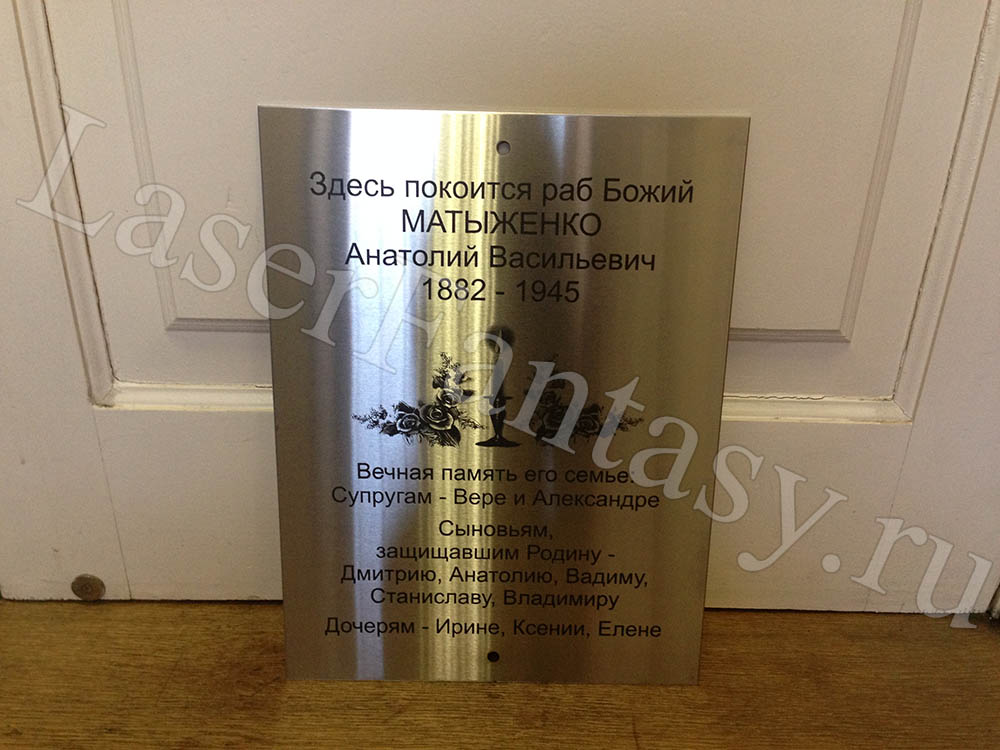 Здесь покоится раб Божий
МАТЫЖЕНКО
Анатолий Васильевич
1882 - 1945
Вечная память его семье:
Супругам - Вере и Александре
Сыновьям,
защищавшим Родину -
Дмитрию, Анатолию, Вадиму,
Станиславу, Владимиру
Дочерям - Ирине, Ксении, Елене
LaserFantasy.ru